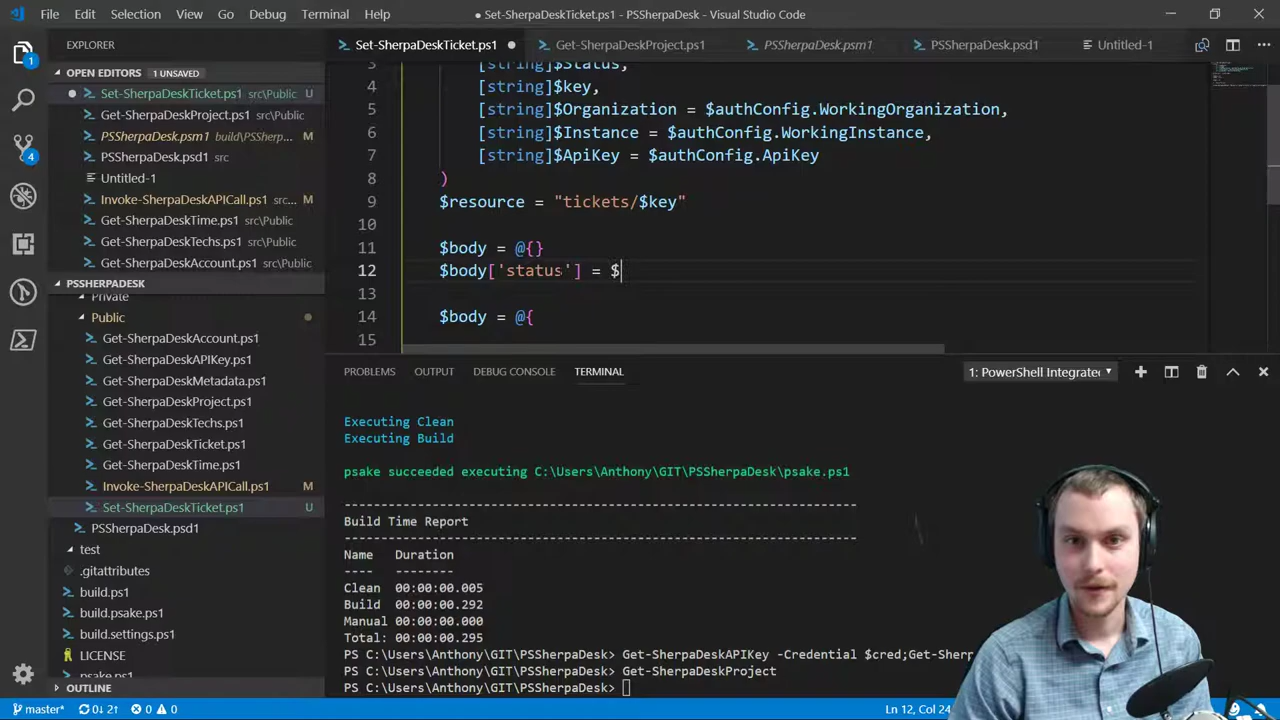 File Edit Selection View Go Debug Terminal Help
● Set-SherpaDeskTicket.ps1 - PSSherpaDesk - Visual Studio Code
EXPLORER
OPEN EDITORS 1 UNSAVED
Set-SherpaDeskTicket.ps1 src\Public U
Get-SherpaDeskProject.ps1 src\Public
PSSherpaDesk.psm1 build\PSSherp... M
PSSherpaDesk.psd1 src
Untitled-1
Invoke-SherpaDeskAPICall.ps1 src... M
Get-SherpaDeskTime.ps1 src\Public
Get-SherpaDeskTechs.ps1 src\Public
Get-SherpaDeskAccount.ps1 src\Public
PSSHERPADESK
Private
Public
Get-SherpaDeskAccount.ps1
Get-SherpaDeskAPIKey.ps1
Get-SherpaDeskMetadata.ps1
Get-SherpaDeskProject.ps1
Get-SherpaDeskTechs.ps1
Get-SherpaDeskTicket.ps1
Get-SherpaDeskTime.ps1
Invoke-SherpaDeskAPICall.ps1 M
Set-SherpaDeskTicket.ps1 U
PSSherpaDesk.psd1
test
.gitattributes
build.ps1
build.psake.ps1
build.settings.ps1
LICENSE
psake.ps1
OUTLINE
Set-SherpaDeskTicket.ps1 ● Get-SherpaDeskProject.ps1 PSSherpaDesk.psm1 PSSherpaDesk.psd1 Untitled-1
3 [string]$Status,
4 [string]$key,
5 [string]$Organization = $authConfig.WorkingOrganization,
6 [string]$Instance = $authConfig.WorkingInstance,
7 [string]$ApiKey = $authConfig.ApiKey
8 )
9 $resource = "tickets/$key"
10
11 $body = @{}
12 $body['status'] = $
13
14 $body = @{
15
PROBLEMS OUTPUT DEBUG CONSOLE TERMINAL 1: PowerShell Integrated
Executing Clean
Executing Build
psake succeeded executing C:\Users\Anthony\GIT\PSSherpaDesk\psake.ps1
----------------------------------------------------------------------
Build Time Report
----------------------------------------------------------------------
Name Duration
---- --------
Clean 00:00:00.005
Build 00:00:00.292
Manual 00:00:00.000
Total: 00:00:00.295
PS C:\Users\Anthony\GIT\PSSherpaDesk> Get-SherpaDeskAPIKey -Credential $cred;Get-Sherp
PS C:\Users\Anthony\GIT\PSSherpaDesk> Get-SherpaDeskProject
PS C:\Users\Anthony\GIT\PSSherpaDesk>
master* 0↓ 2↑ 0 0 Ln 12, Col 24
1
4